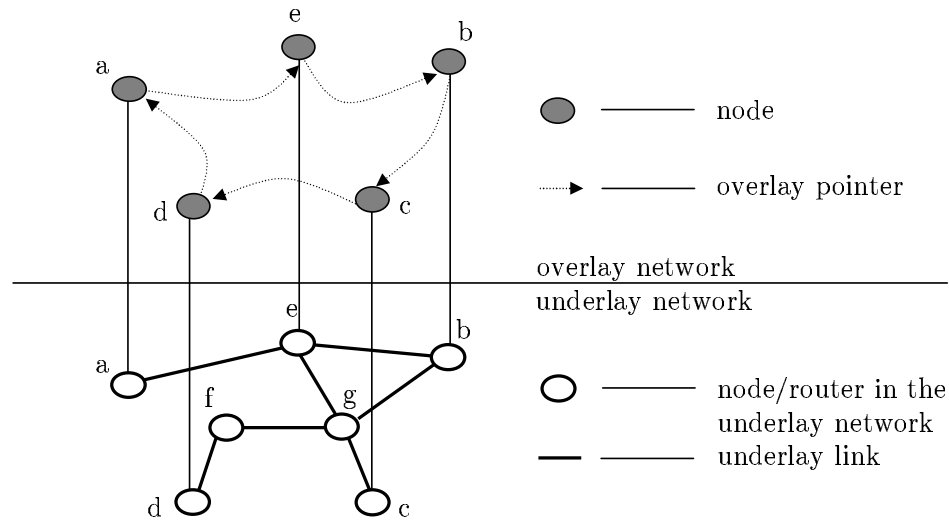 e
b
a
node
overlay pointer
d
c
overlay network
underlay network
e
b
a
f
g
node/router in the
underlay network
underlay link
d
c